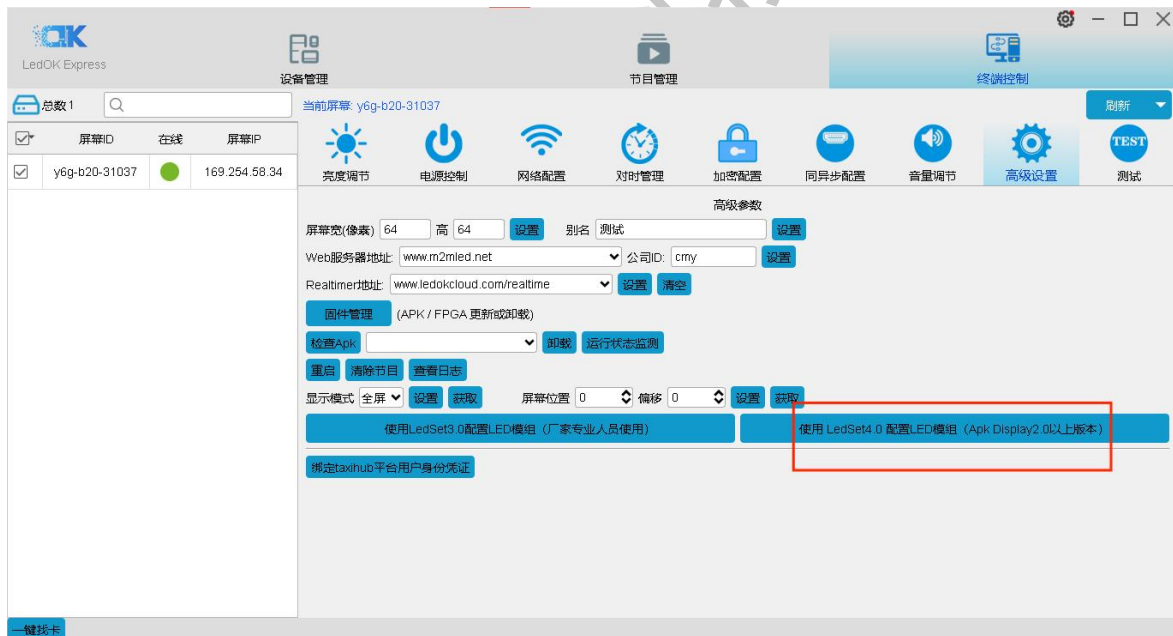 LedOK Express
设备管理
节目管理
终端控制
总数 1
当前屏幕: y6g-b20-31037
刷新
屏幕ID 在线 屏幕IP
y6g-b20-31037 169.254.58.34
亮度调节 电源控制 网络配置 对时管理 加密配置 同异步配置 音量调节 高级设置 TEST 测试
高级参数
屏幕宽(像素) 64 高 64 设置 别名 测试 设置
Web服务器地址: www.m2mled.net 公司ID: cmy 设置
Realtimer地址: www.ledokcloud.com/realtime 设置 清空
固件管理 (APK / FPGA 更新或卸载)
检查Apk 卸载 运行状态监测
重启 清除节目 查看日志
显示模式 全屏 设置 获取 屏幕位置 0 偏移 0 设置 获取
使用LedSet3.0配置LED模组（厂家专业人员使用） 使用 LedSet4.0 配置LED模组（Apk Display2.0以上版本）
绑定taxihub平台用户身份凭证
一键找卡